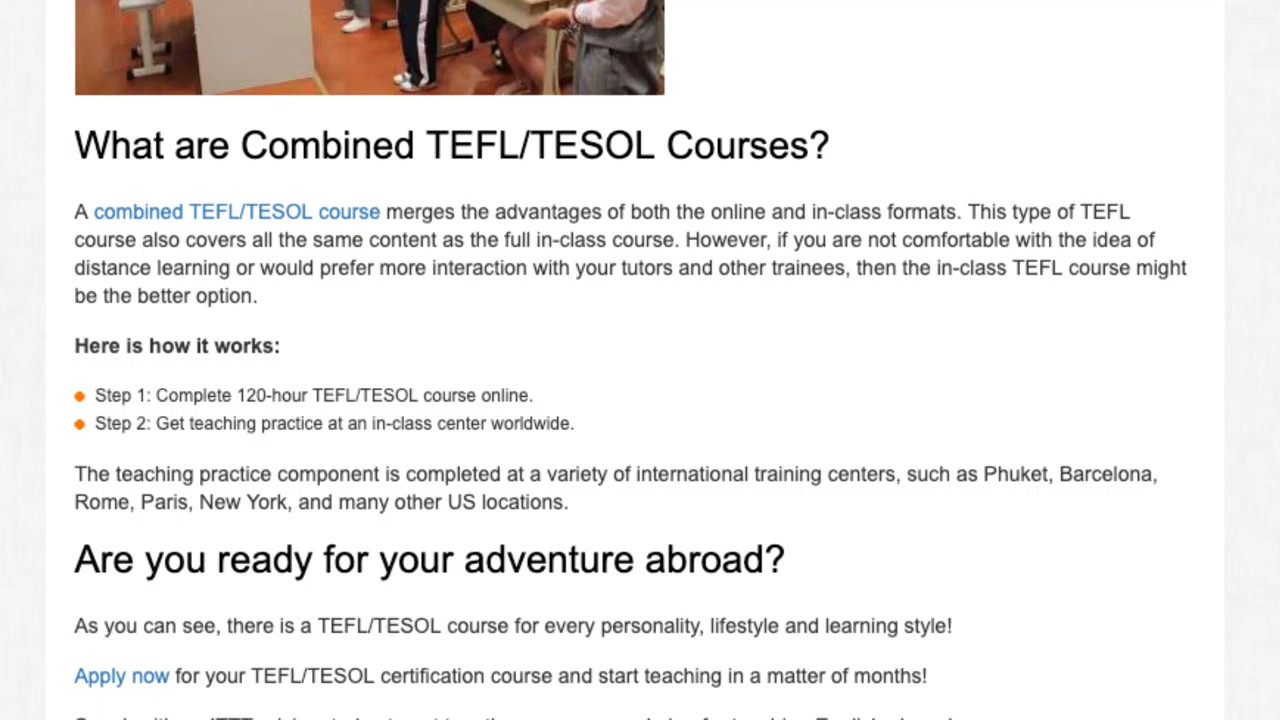 What are Combined TEFL/TESOL Courses?
A combined TEFL/TESOL course merges the advantages of both the online and in-class formats. This type of TEFL
course also covers all the same content as the full in-class course. However, if you are not comfortable with the idea of
distance learning or would prefer more interaction with your tutors and other trainees, then the in-class TEFL course might
be the better option.
Here is how it works:
Step 1: Complete 120-hour TEFL/TESOL course online.
Step 2: Get teaching practice at an in-class center worldwide.
The teaching practice component is completed at a variety of international training centers, such as Phuket, Barcelona,
Rome, Paris, New York, and many other US locations.
Are you ready for your adventure abroad?
As you can see, there is a TEFL/TESOL course for every personality, lifestyle and learning style!
Apply now for your TEFL/TESOL certification course and start teaching in a matter of months!